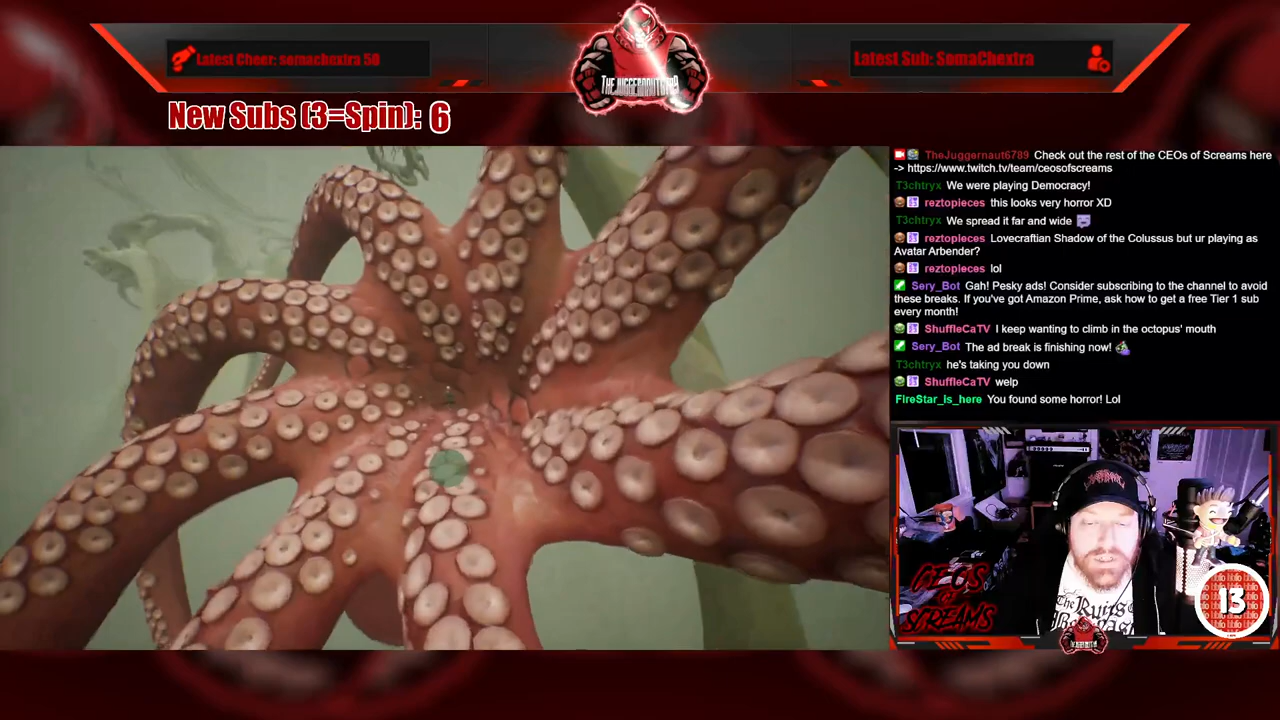 Latest Cheer: somachextra 50
THEJUGGERNAUT6789
Latest Sub: SomaChextra
New Subs (3=Spin): 6
TheJuggernaut6789 Check out the rest of the CEOs of Screams here
-> https://www.twitch.tv/team/ceosofscreams
T3chtryx We were playing Democracy!
reztopieces this looks very horror XD
T3chtryx We spread it far and wide
reztopieces Lovecraftian Shadow of the Colussus but ur playing as
Avatar Arbender?
reztopieces lol
Sery_Bot Gah! Pesky ads! Consider subscribing to the channel to avoid
these breaks. If you've got Amazon Prime, ask how to get a free Tier 1 sub
every month!
ShuffleCaTV I keep wanting to climb in the octopus' mouth
Sery_Bot The ad break is finishing now!
T3chtryx he's taking you down
ShuffleCaTV welp
FireStar_is_here You found some horror! Lol
CEOS
OF
SCREAMS
The Ruins
13